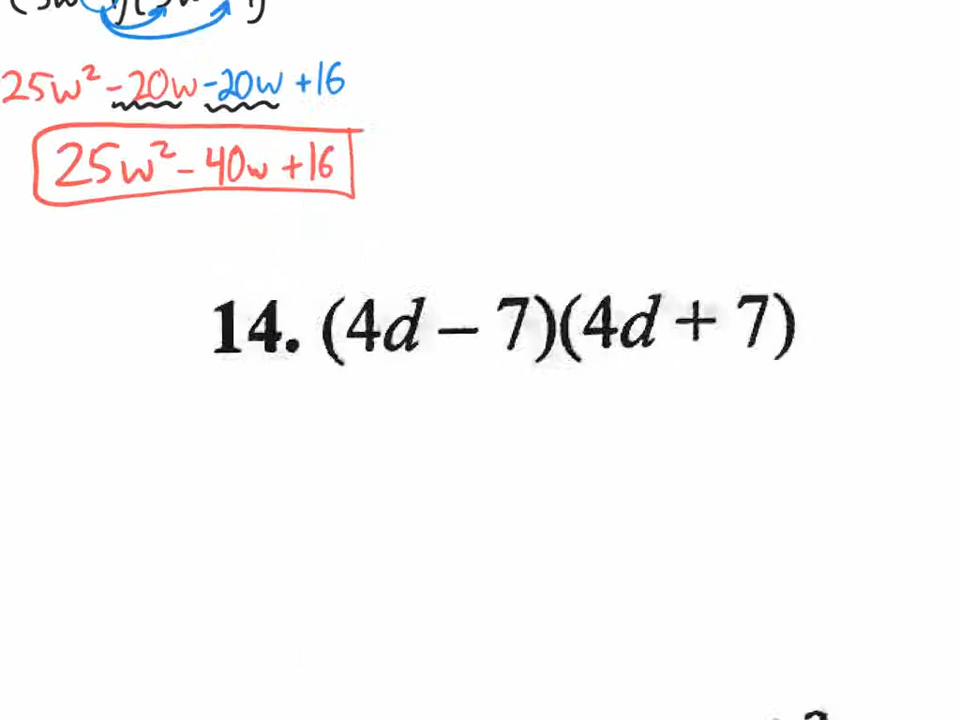 25w² - 20w - 20w + 16
25w² - 40w + 16
14. (4d – 7)(4d + 7)